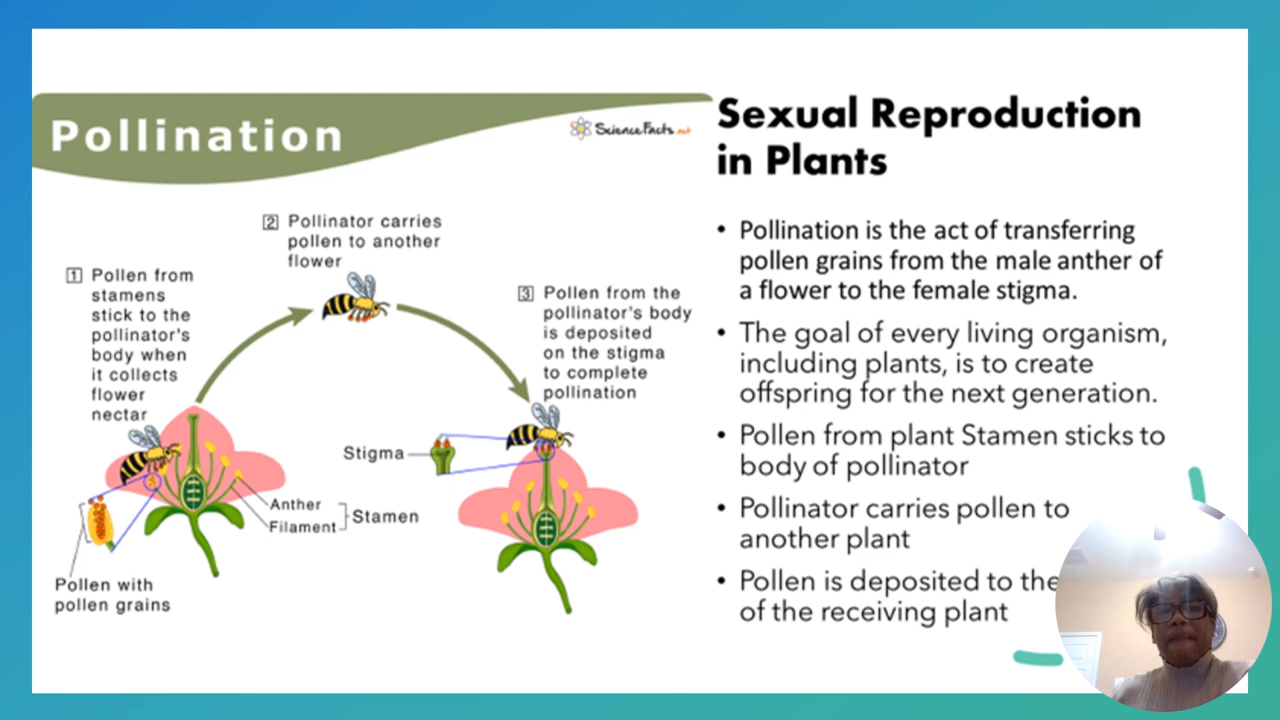 Pollination
ScienceFacts.net
1 Pollen from
stamens
stick to the
pollinator's
body when
it collects
flower
nectar
2 Pollinator carries
pollen to another
flower
3 Pollen from the
pollinator's body
is deposited
on the stigma
to complete
pollination
Stigma
Anther
Filament
Stamen
Pollen with
pollen grains
Sexual Reproduction
in Plants
• Pollination is the act of transferring
pollen grains from the male anther of
a flower to the female stigma.
• The goal of every living organism,
including plants, is to create
offspring for the next generation.
• Pollen from plant Stamen sticks to
body of pollinator
• Pollinator carries pollen to
another plant
• Pollen is deposited to the
of the receiving plant